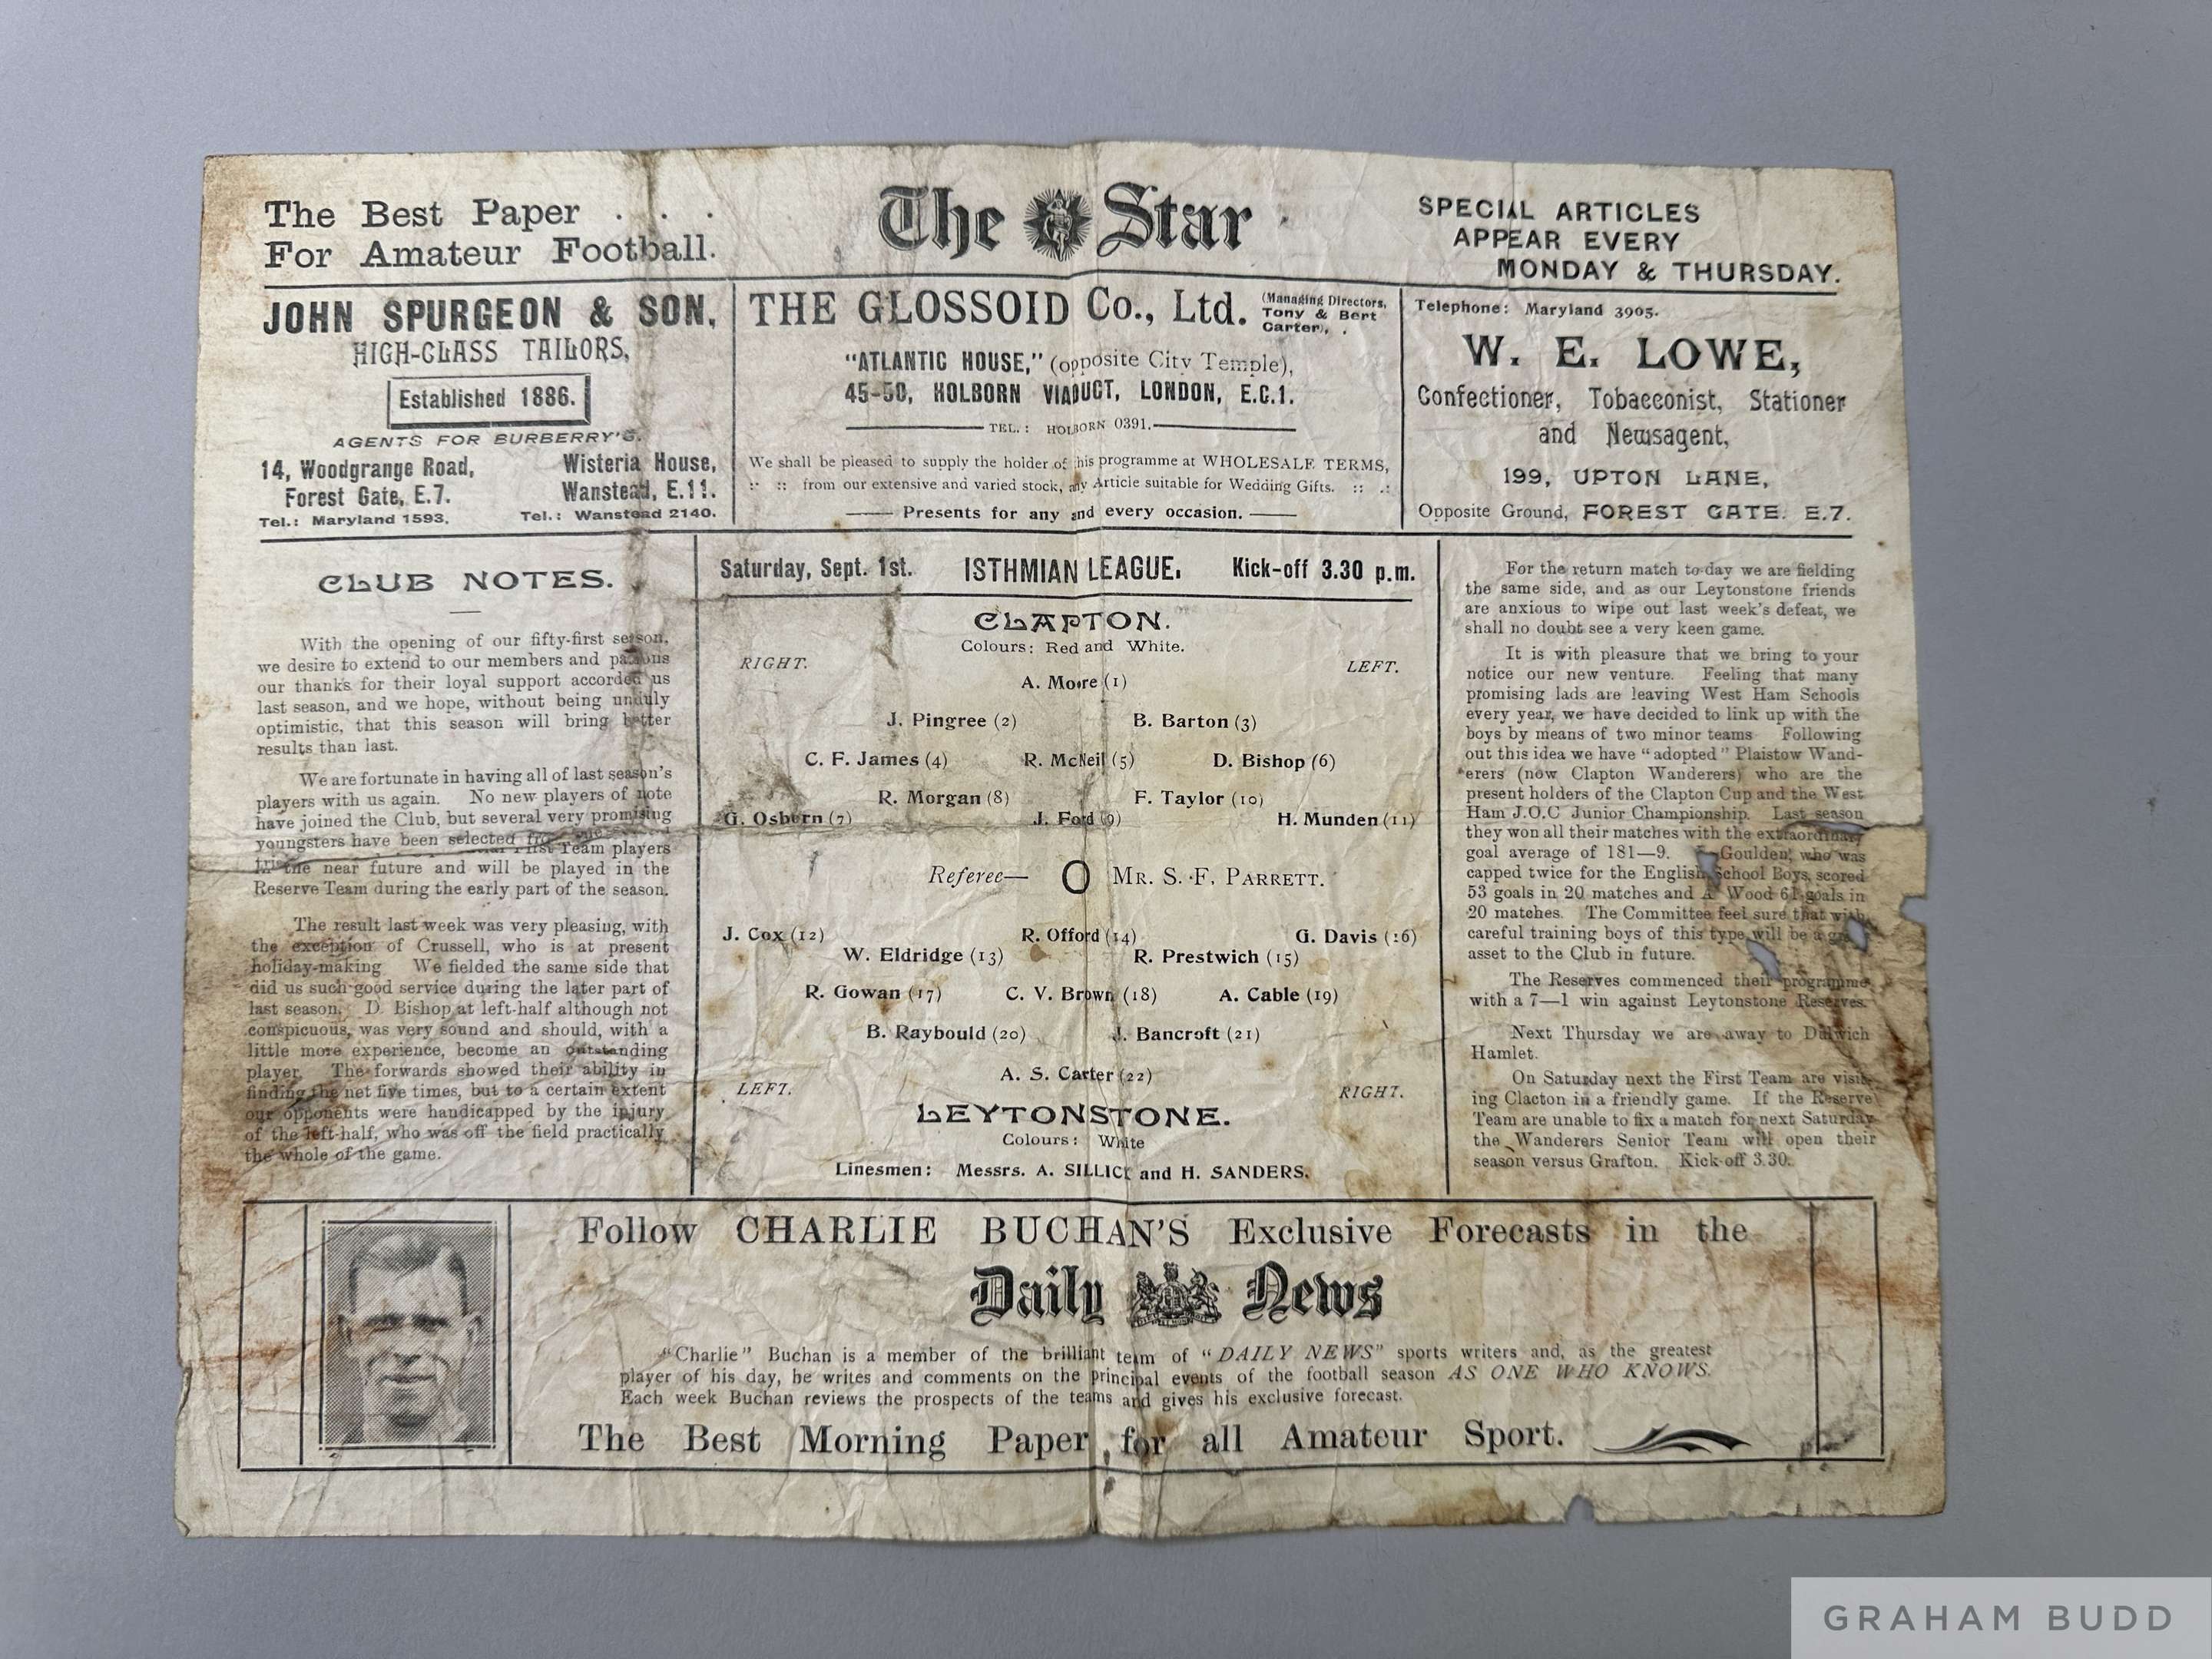 The Best Paper . . .
For Amateur Football.
The Star
SPECIAL ARTICLES
APPEAR EVERY
MONDAY & THURSDAY.
JOHN SPURGEON & SON,
HIGH-CLASS TAILORS,
Established 1886.
AGENTS FOR BURBERRY'S.
14, Woodgrange Road,
Forest Gate, E.7.
Tel.: Maryland 1593.
Wisteria House,
Wanstead, E.11.
Tel.: Wanstead 2140.
THE GLOSSOID Co., Ltd.
(Managing Directors,
Tony & Bert
Carter),
"ATLANTIC HOUSE," (opposite City Temple),
45-50, HOLBORN VIADUCT, LONDON, E.C.1.
TEL.: HOLBORN 0391.
We shall be pleased to supply the holder of this programme at WHOLESALE TERMS,
:: :: from our extensive and varied stock, any Article suitable for Wedding Gifts. :: ::
Presents for any and every occasion.
Telephone: Maryland 3905.
W. E. LOWE,
Confectioner, Tobacconist, Stationer
and Newsagent,
199, UPTON LANE,
Opposite Ground, FOREST GATE. E.7.
CLUB NOTES.
With the opening of our fifty-first season,
we desire to extend to our members and patrons
our thanks for their loyal support accorded us
last season, and we hope, without being unduly
optimistic, that this season will bring better
results than last.
We are fortunate in having all of last season's
players with us again. No new players of note
have joined the Club, but several very promising
youngsters have been selected from the
First Team players
in the near future and will be played in the
Reserve Team during the early part of the season.
The result last week was very pleasing, with
the exception of Crussell, who is at present
holiday-making We fielded the same side that
did us such good service during the later part of
last season. D. Bishop at left-half although not
conspicuous, was very sound and should, with a
little more experience, become an outstanding
player. The forwards showed their ability in
finding the net five times, but to a certain extent
our opponents were handicapped by the injury
of the left-half, who was off the field practically
the whole of the game.
Saturday, Sept. 1st. ISTHMIAN LEAGUE. Kick-off 3.30 p.m.
CLAPTON.
Colours: Red and White.
RIGHT. LEFT.
A. Moore (1)
J. Pingree (2) B. Barton (3)
C. F. James (4) R. McNeil (5) D. Bishop (6)
R. Morgan (8) F. Taylor (10)
G. Osborn (7) J. Ford (9) H. Munden (11)
Referee— O MR. S. F. PARRETT.
J. Cox (12) R. Offord (14) G. Davis (16)
W. Eldridge (13) R. Prestwich (15)
R. Gowan (17) C. V. Brown (18) A. Cable (19)
B. Raybould (20) J. Bancroft (21)
A. S. Carter (22)
LEFT. RIGHT.
LEYTONSTONE.
Colours: White
Linesmen: Messrs. A. SILLICK and H. SANDERS.
For the return match to-day we are fielding
the same side, and as our Leytonstone friends
are anxious to wipe out last week's defeat, we
shall no doubt see a very keen game.
It is with pleasure that we bring to your
notice our new venture. Feeling that many
promising lads are leaving West Ham Schools
every year, we have decided to link up with the
boys by means of two minor teams Following
out this idea we have "adopted" Plaistow Wand-
erers (now Clapton Wanderers) who are the
present holders of the Clapton Cup and the West
Ham J.O.C Junior Championship. Last season
they won all their matches with the extraordinary
goal average of 181—9. Goulden, who was
capped twice for the English School Boys, scored
53 goals in 20 matches and A Wood 61 goals in
20 matches. The Committee feel sure that with
careful training boys of this type will be a
asset to the Club in future.
The Reserves commenced their programme
with a 7—1 win against Leytonstone Reserves.
Next Thursday we are away to Dulwich
Hamlet.
On Saturday next the First Team are visit-
ing Clacton in a friendly game. If the Reserve
Team are unable to fix a match for next Saturday
the Wanderers Senior Team will open their
season versus Grafton. Kick-off 3.30.
Follow CHARLIE BUCHAN'S Exclusive Forecasts in the
Daily News
"Charlie" Buchan is a member of the brilliant team of "DAILY NEWS" sports writers and, as the greatest
player of his day, he writes and comments on the principal events of the football season AS ONE WHO KNOWS.
Each week Buchan reviews the prospects of the teams and gives his exclusive forecast.
The Best Morning Paper for all Amateur Sport.
GRAHAM BUDD